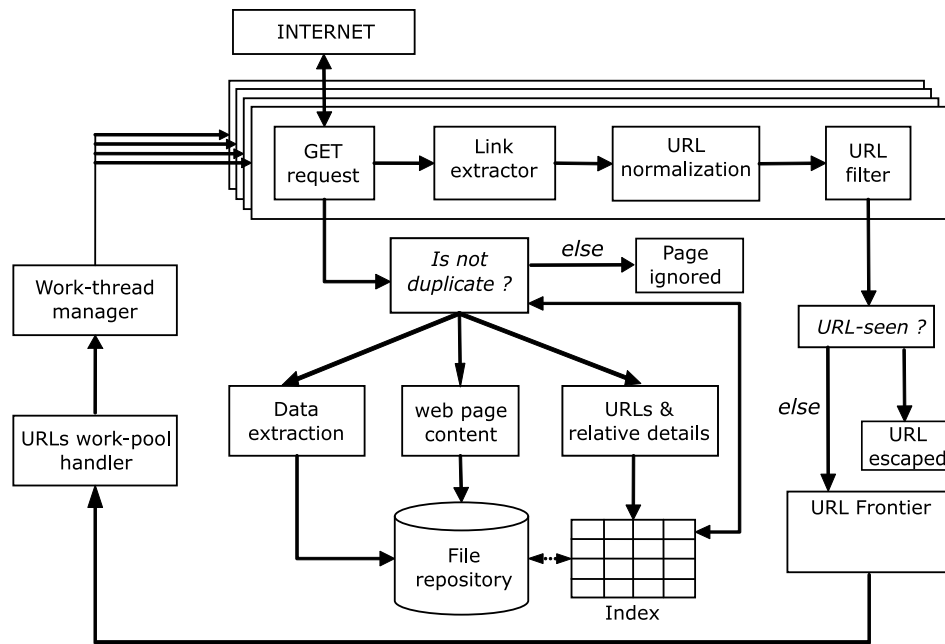 INTERNET
GET
request
Link
extractor
URL
normalization
URL
filter
Is not
duplicate ?
else
Page
ignored
Work-thread
manager
URL-seen ?
Data
extraction
web page
content
URLs &
relative details
else
URL
escaped
URLs work-pool
handler
URL Frontier
File
repository
Index